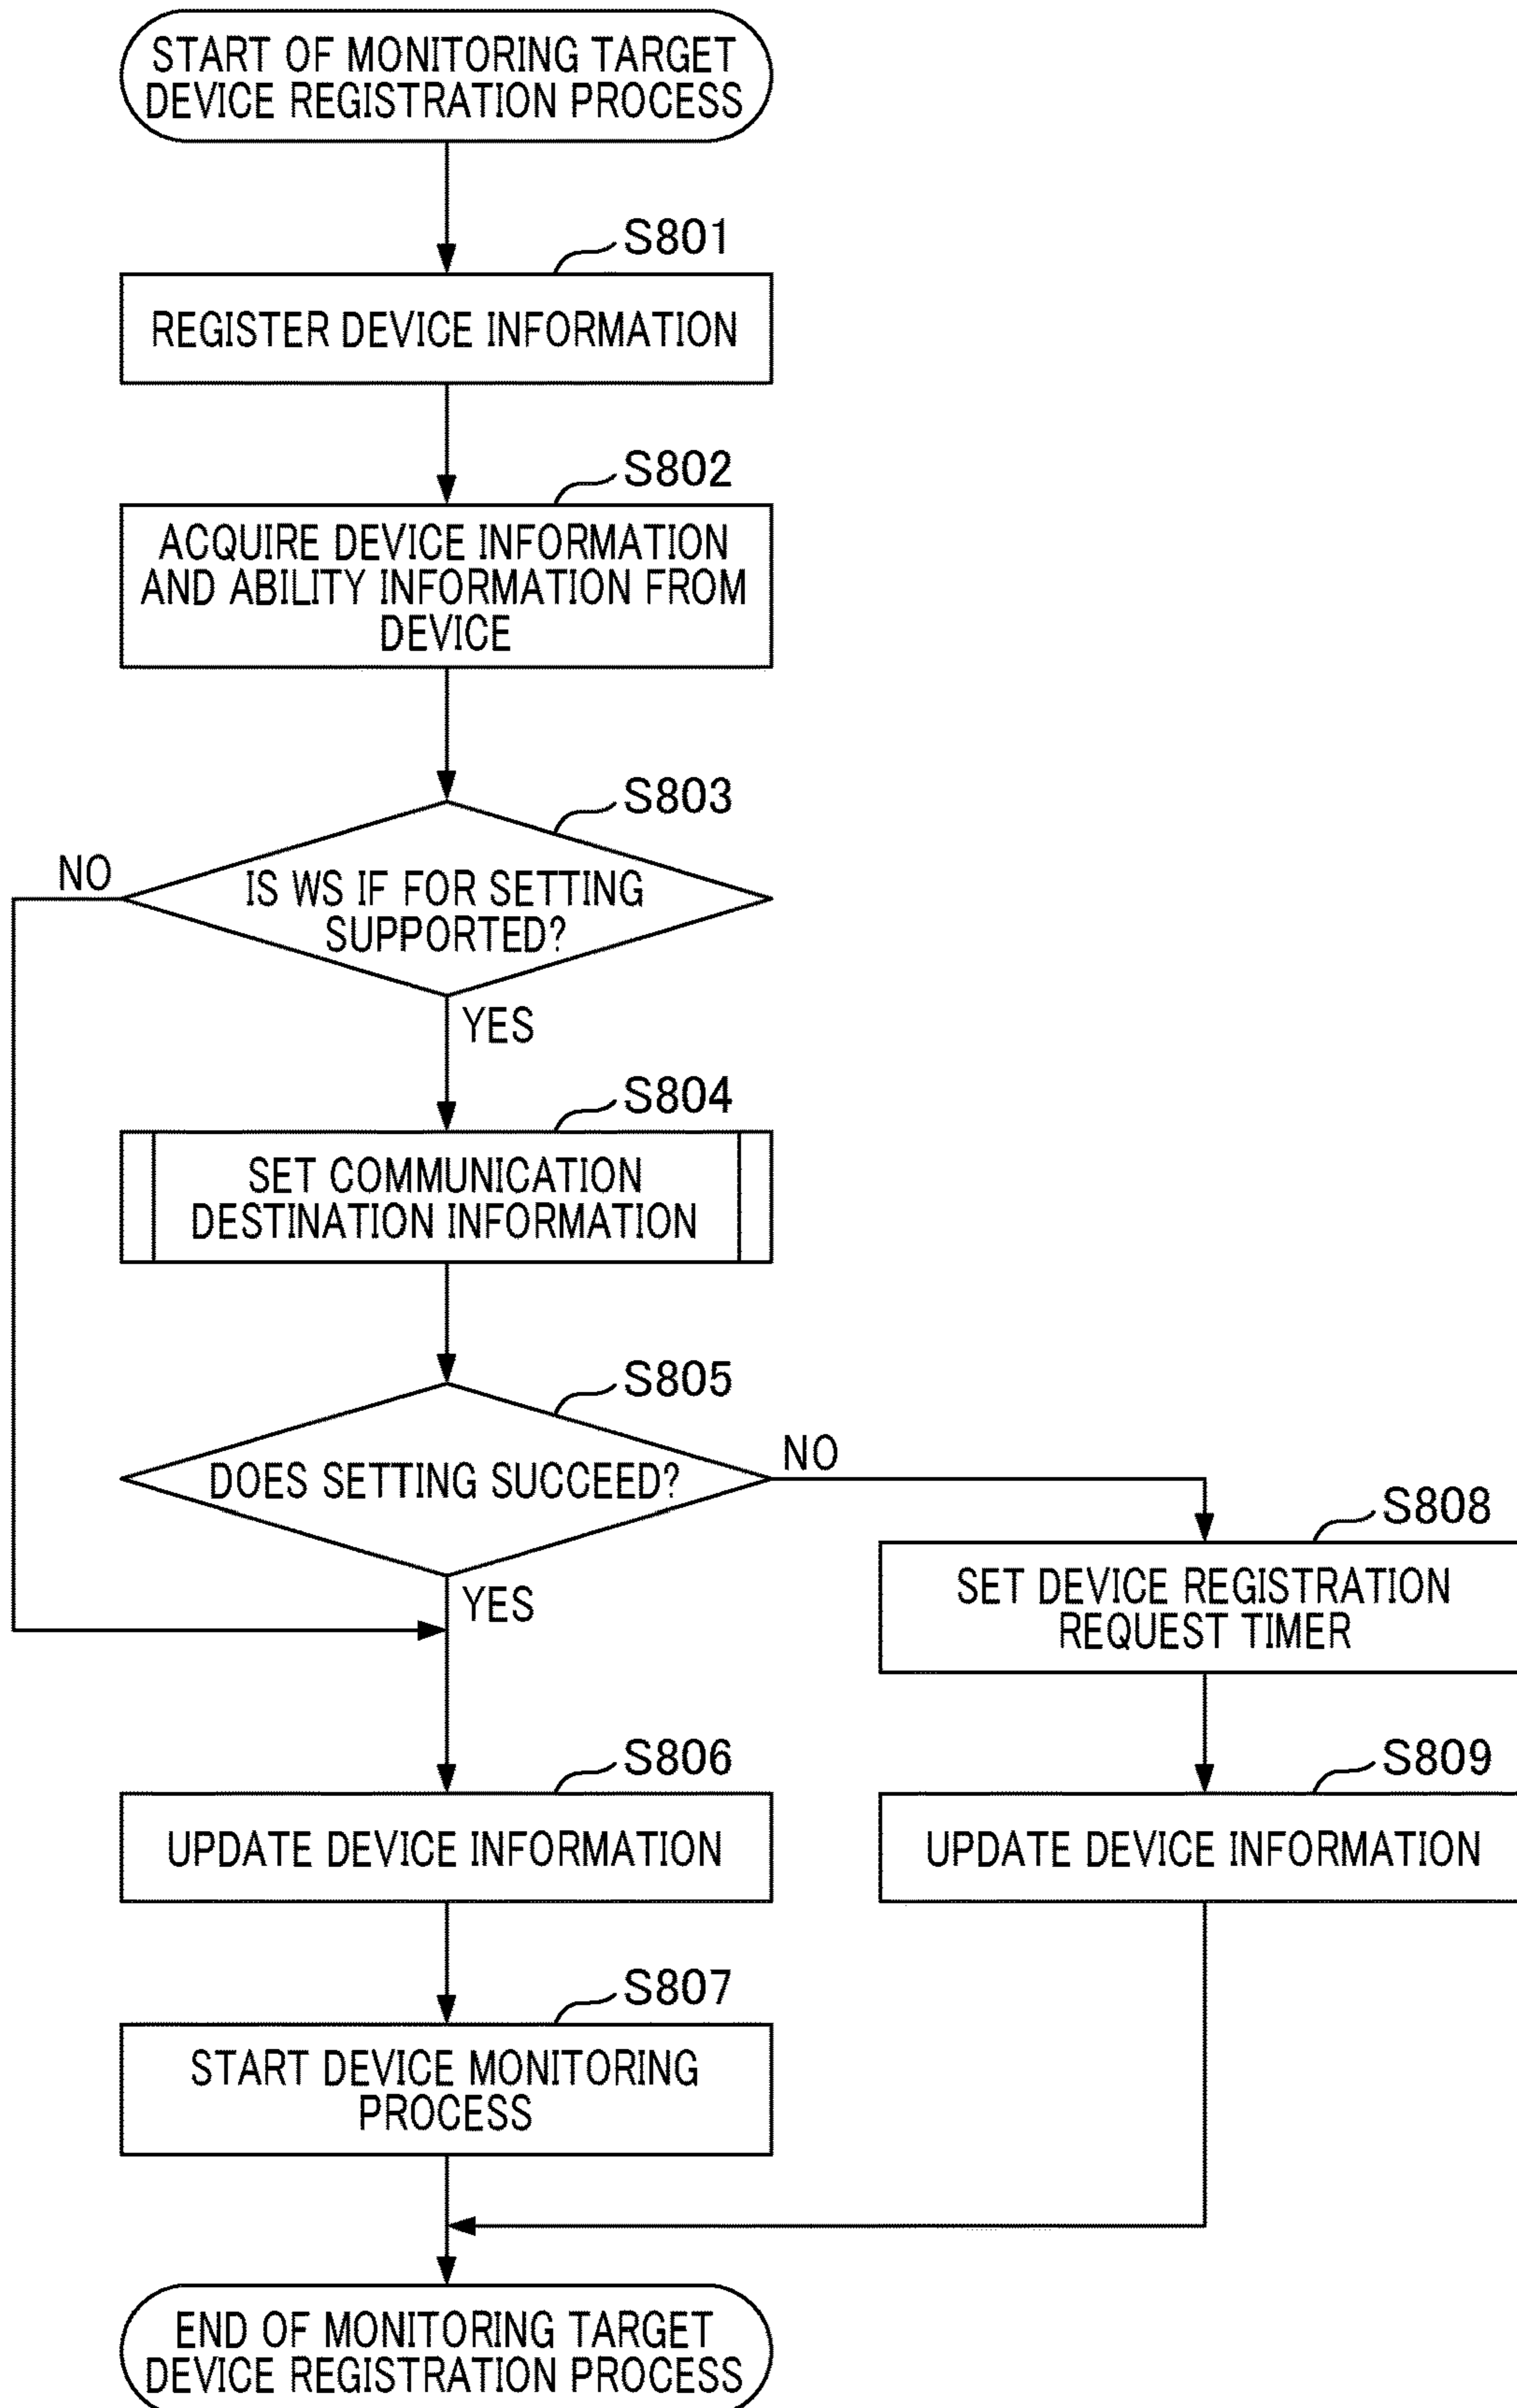 START OF MONITORING TARGET
DEVICE REGISTRATION PROCESS
S801
REGISTER DEVICE INFORMATION
S802
ACQUIRE DEVICE INFORMATION
AND ABILITY INFORMATION FROM
DEVICE
S803
NO
IS WS IF FOR SETTING
SUPPORTED?
YES
S804
SET COMMUNICATION
DESTINATION INFORMATION
S805
DOES SETTING SUCCEED?
NO
YES
S808
SET DEVICE REGISTRATION
REQUEST TIMER
S806
UPDATE DEVICE INFORMATION
S809
UPDATE DEVICE INFORMATION
S807
START DEVICE MONITORING
PROCESS
END OF MONITORING TARGET
DEVICE REGISTRATION PROCESS